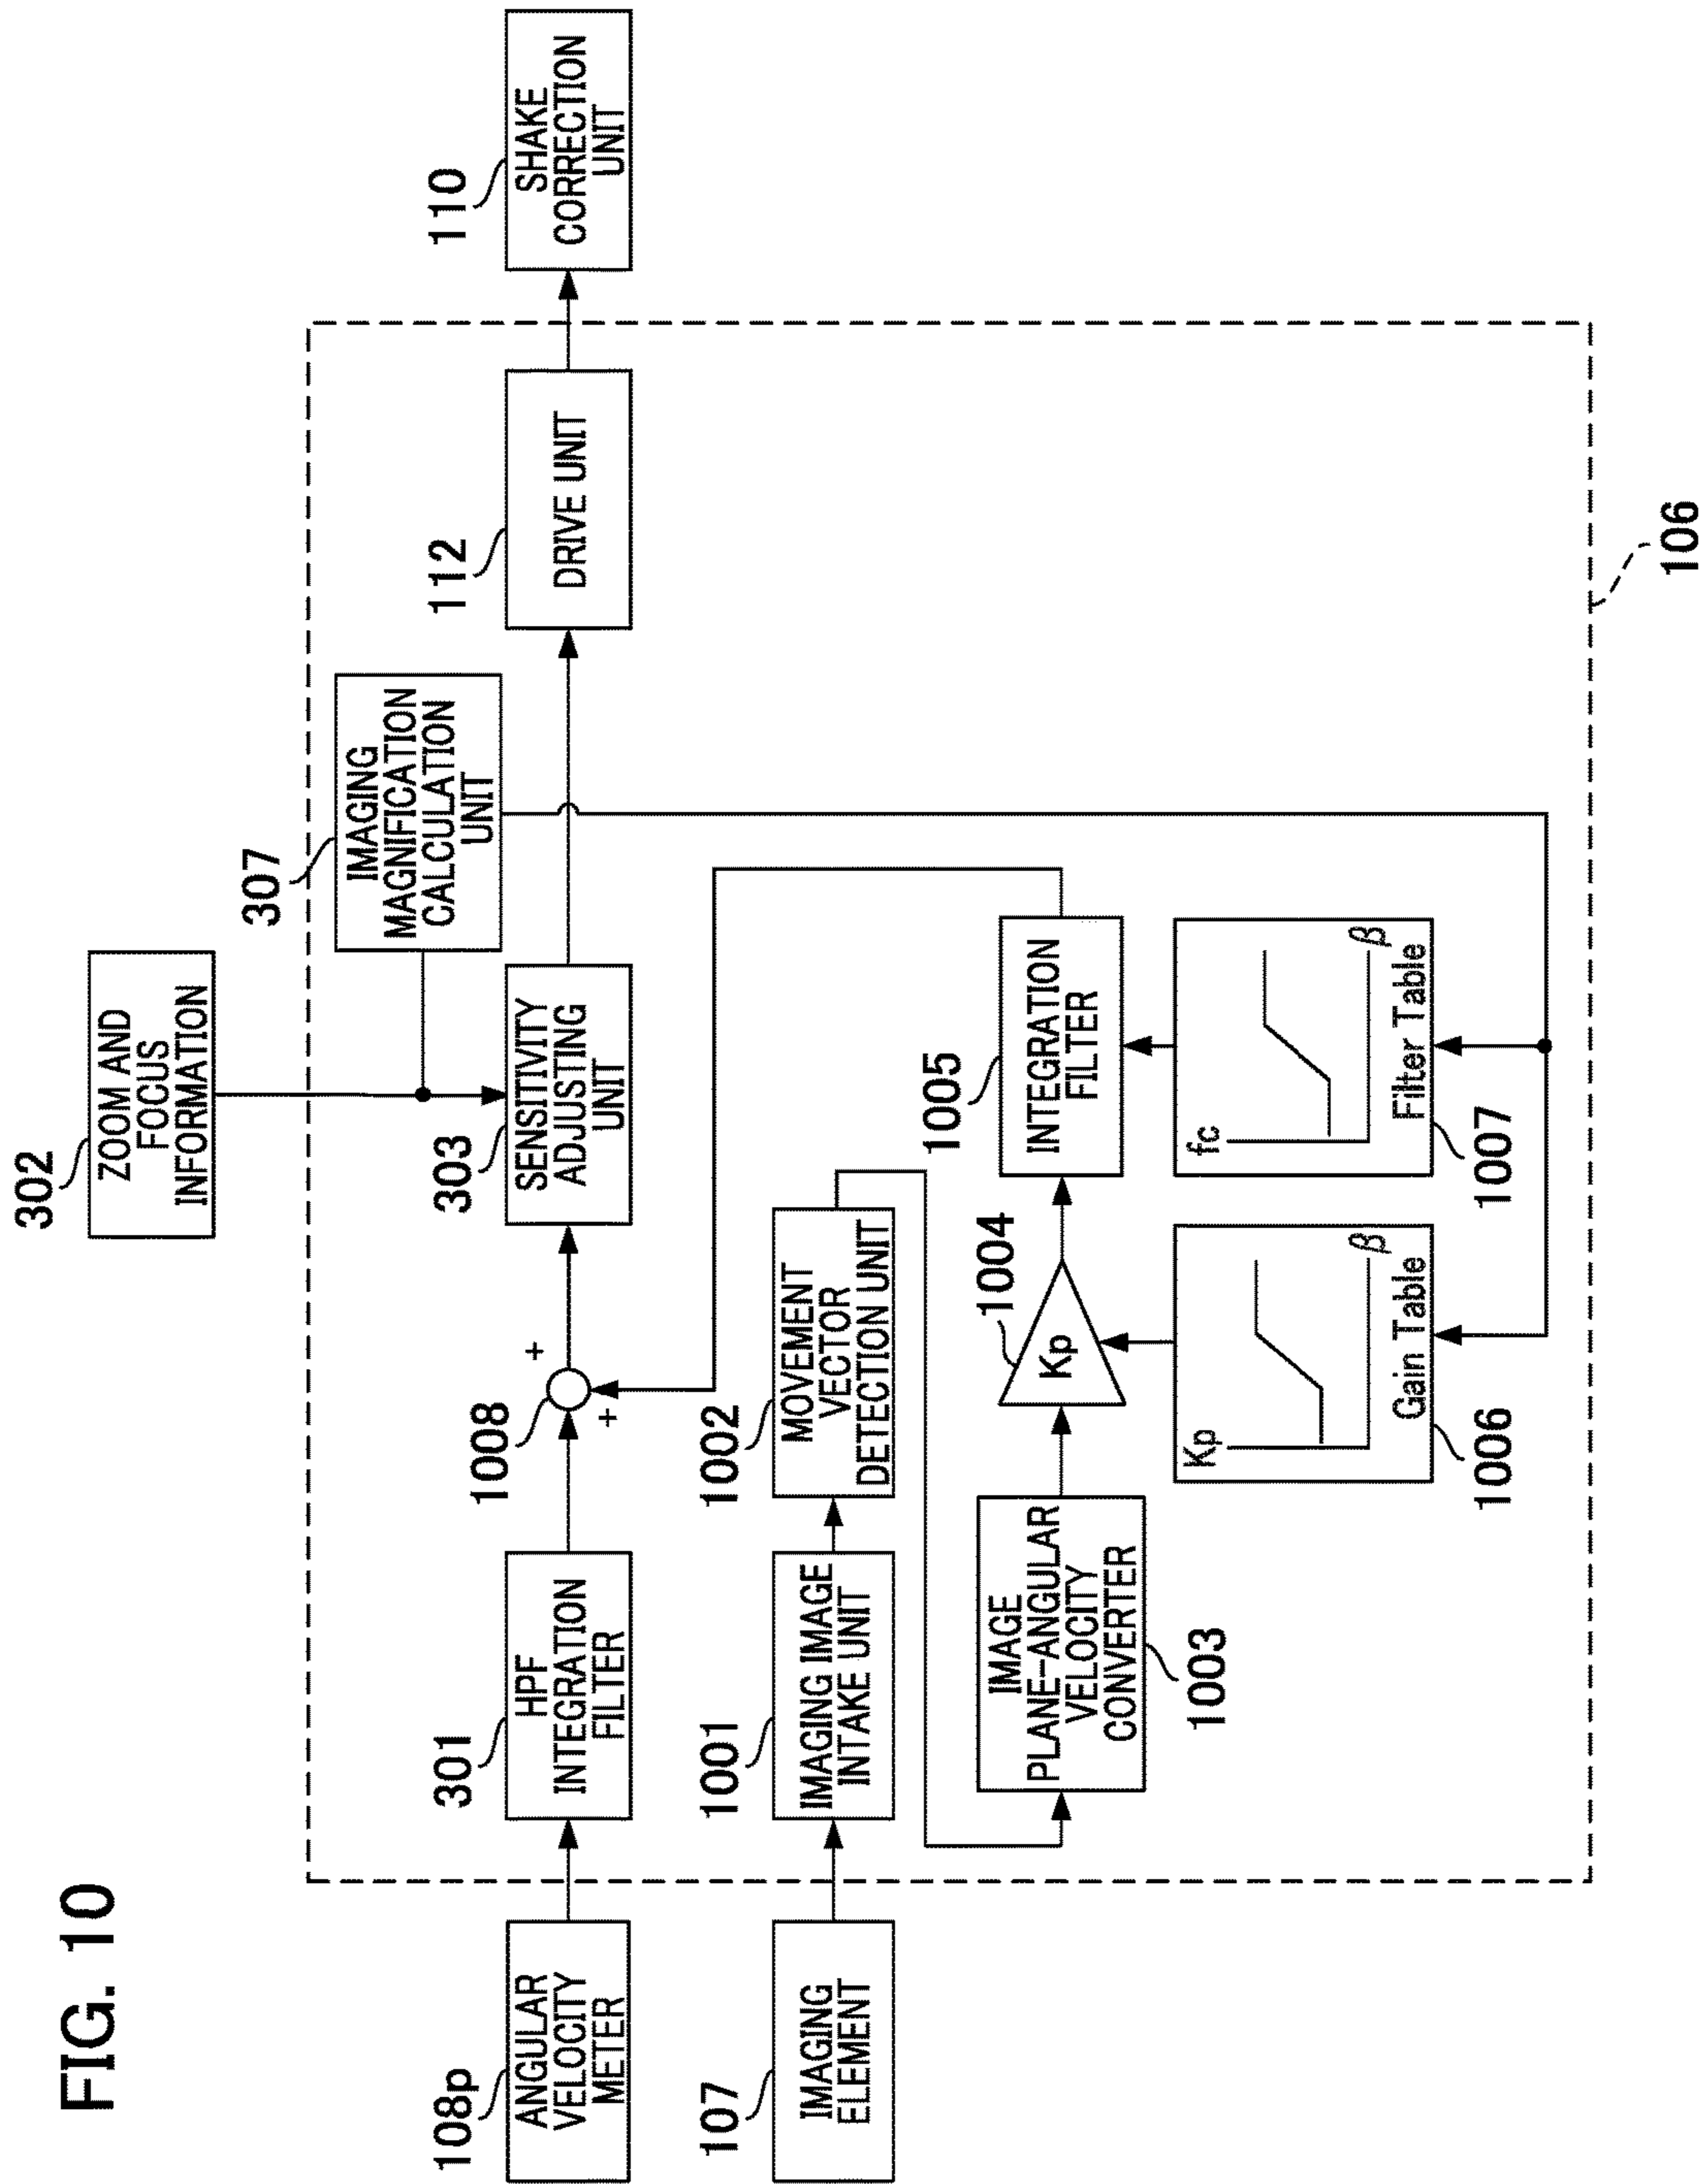 FIG. 10
302
ZOOM AND
FOCUS
INFORMATION
307
IMAGING
MAGNIFICATION
CALCULATION
UNIT
108p
ANGULAR
VELOCITY
METER
301
HPF
INTEGRATION
FILTER
1008
+
+
303
SENSITIVITY
ADJUSTING
UNIT
112
DRIVE UNIT
110
SHAKE
CORRECTION
UNIT
107
IMAGING
ELEMENT
1001
IMAGING IMAGE
INTAKE UNIT
1002
MOVEMENT
VECTOR
DETECTION UNIT
IMAGE
PLANE-ANGULAR
VELOCITY
CONVERTER
1003
1004
Kp
1005
INTEGRATION
FILTER
Kp
β
Gain Table
1006
fc
β
Filter Table
1007
106